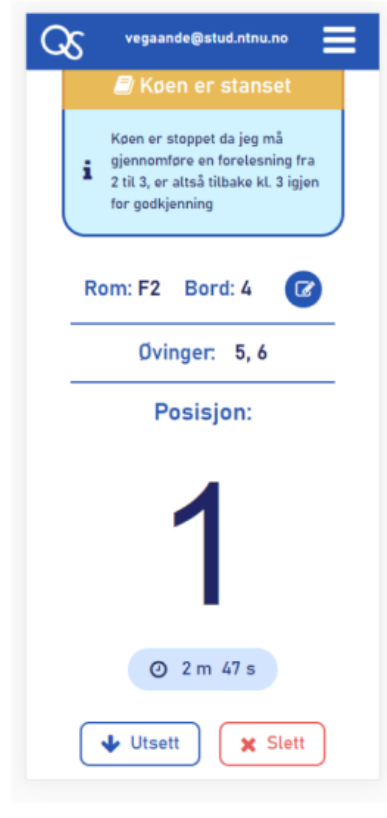 QS vegaande@stud.ntnu.no
Køen er stanset
Køen er stoppet da jeg må
gjennomføre en forelesning fra
2 til 3, er altså tilbake kl. 3 igjen
for godkjenning
Rom: F2 Bord: 4
Øvinger: 5, 6
Posisjon:
1
2 m 47 s
Utsett Slett